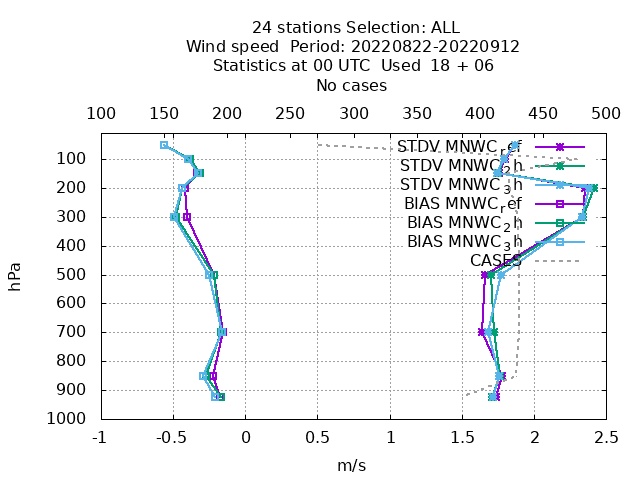 24 stations Selection: ALL
Wind speed  Period: 20220822-20220912
Statistics at 00 UTC  Used  18 + 06
No cases
100 150 200 250 300 350 400 450 500
STDV MNWC_ref
STDV MNWC_2h
STDV MNWC_3h
BIAS MNWC_ref
BIAS MNWC_2h
BIAS MNWC_3h
CASES
100
200
300
400
500
600
700
800
900
1000
hPa
-1 -0.5 0 0.5 1 1.5 2 2.5
m/s